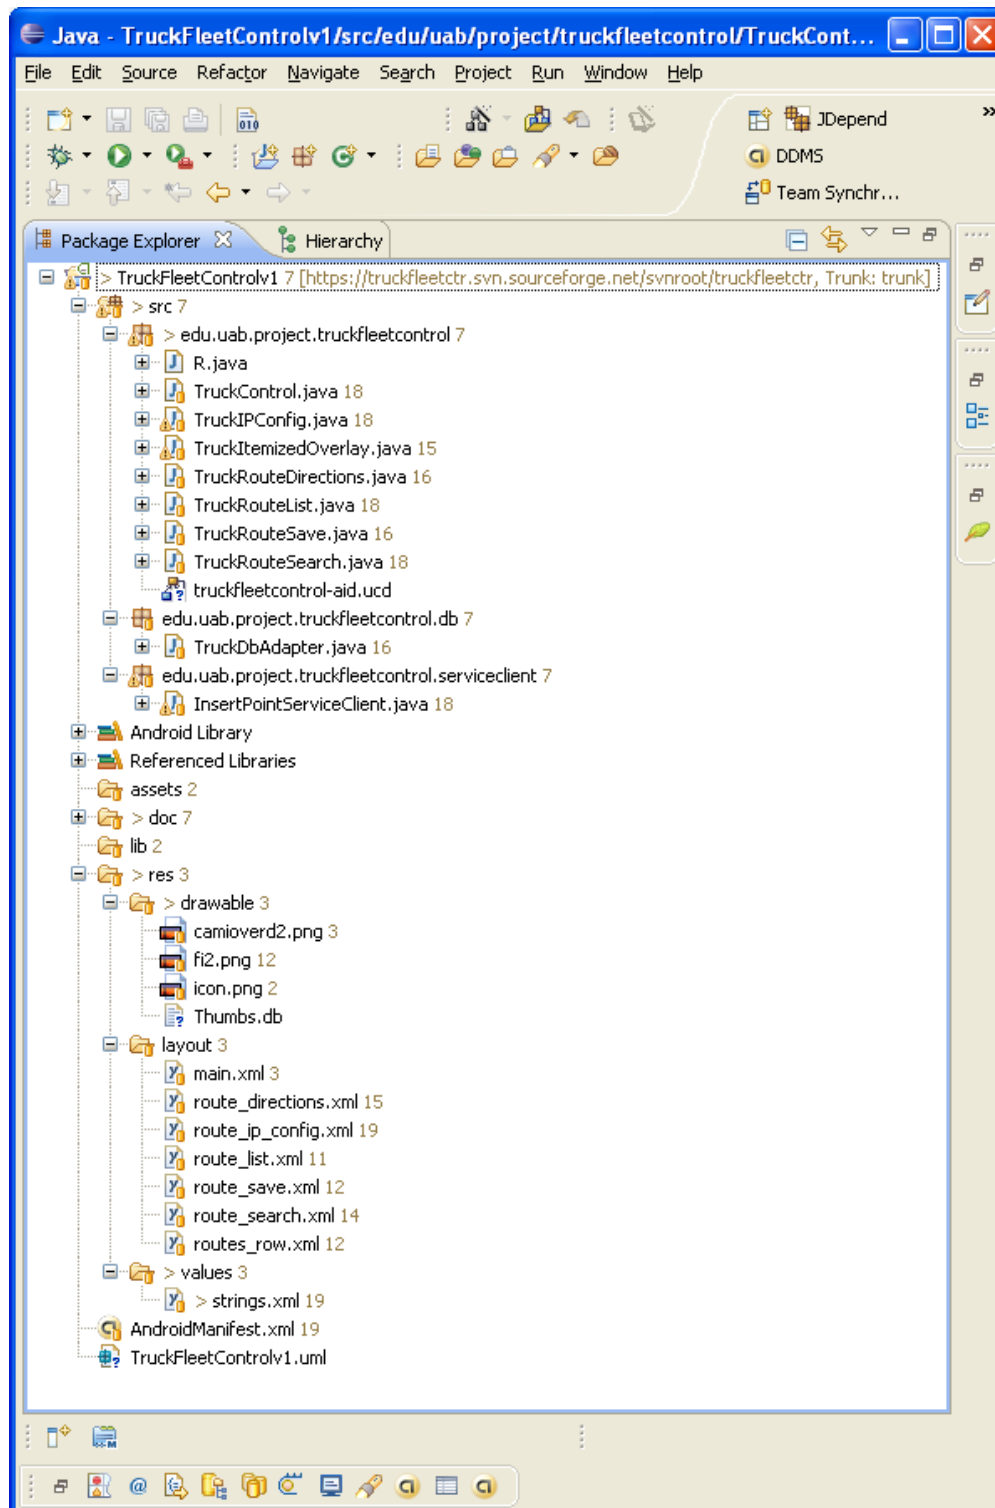 Java - TruckFleetControlv1/src/edu/uab/project/truckfleetcontrol/TruckCont...
File Edit Source Refactor Navigate Search Project Run Window Help
JDepend
DDMS
Team Synchr...
Package Explorer Hierarchy
> TruckFleetControlv1 7 [https://truckfleetctr.svn.sourceforge.net/svnroot/truckfleetctr, Trunk: trunk]
> src 7
> edu.uab.project.truckfleetcontrol 7
R.java
TruckControl.java 18
TruckIPConfig.java 18
TruckItemizedOverlay.java 15
TruckRouteDirections.java 16
TruckRouteList.java 18
TruckRouteSave.java 16
TruckRouteSearch.java 18
truckfleetcontrol-aid.ucd
edu.uab.project.truckfleetcontrol.db 7
TruckDbAdapter.java 16
edu.uab.project.truckfleetcontrol.serviceclient 7
InsertPointServiceClient.java 18
Android Library
Referenced Libraries
assets 2
> doc 7
lib 2
> res 3
> drawable 3
camioverd2.png 3
fi2.png 12
icon.png 2
Thumbs.db
layout 3
main.xml 3
route_directions.xml 15
route_ip_config.xml 19
route_list.xml 11
route_save.xml 12
route_search.xml 14
routes_row.xml 12
> values 3
> strings.xml 19
AndroidManifest.xml 19
TruckFleetControlv1.uml